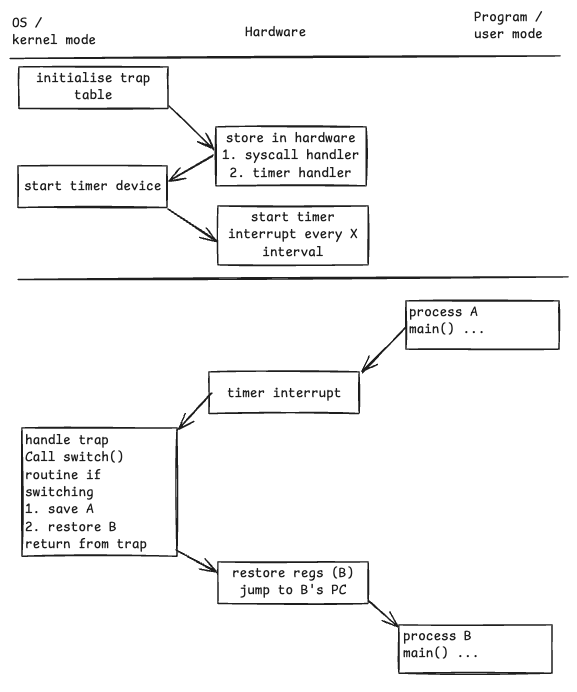 OS /
kernel mode
Hardware
Program /
user mode
initialise trap
table
store in hardware
1. syscall handler
2. timer handler
start timer device
start timer
interrupt every X
interval
process A
main() ...
timer interrupt
handle trap
Call switch()
routine if
switching
1. save A
2. restore B
return from trap
restore regs (B)
jump to B's PC
process B
main() ...